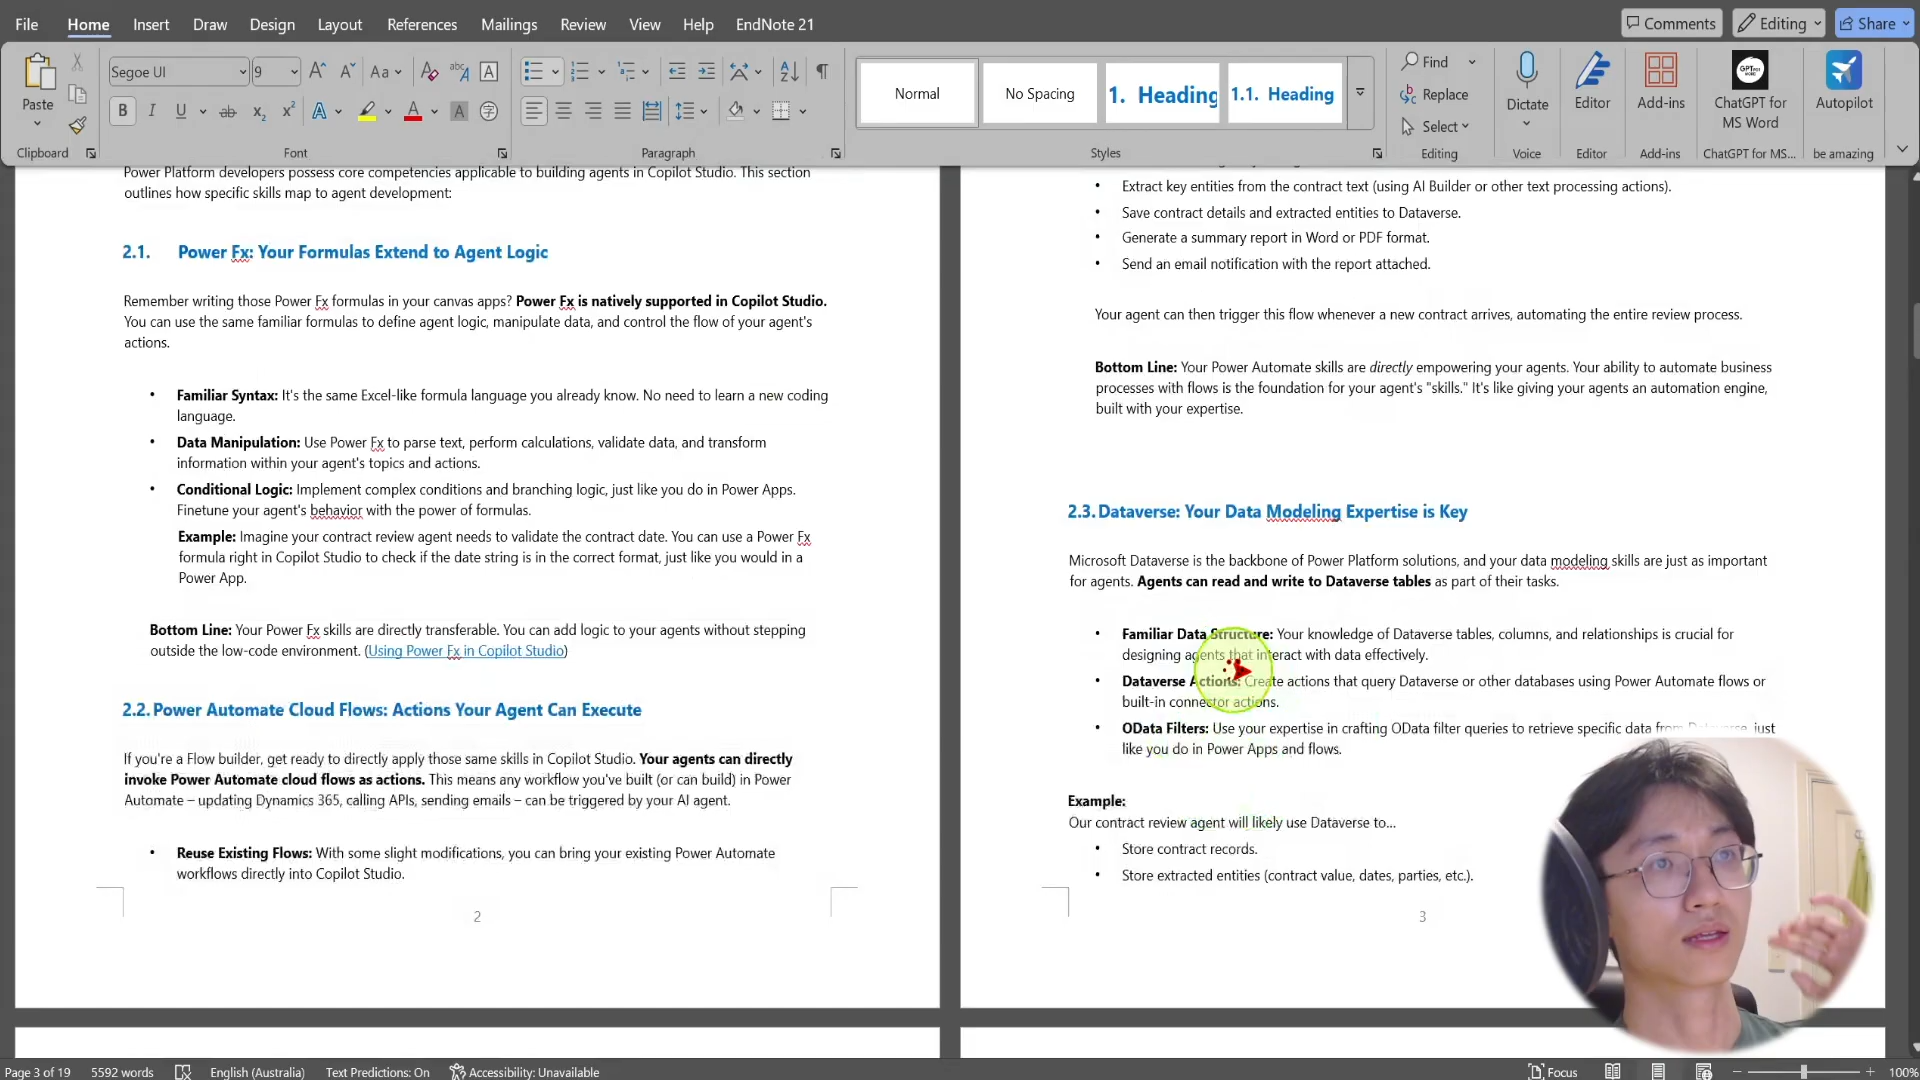 File Home Insert Draw Design Layout References Mailings Review View Help EndNote 21
Comments Editing Share
Paste
Segoe UI 9
Aa
B I U ab x₂ x² A A A
Normal
No Spacing
1. Heading
1.1. Heading
Find
Replace
Select
Dictate
Editor
Add-ins
ChatGPT for MS Word
Autopilot
Clipboard Font Paragraph Styles Editing Voice Editor Add-ins ChatGPT for MS... be amazing
Power Platform developers possess core competencies applicable to building agents in Copilot Studio. This section
outlines how specific skills map to agent development:
2.1. Power Fx: Your Formulas Extend to Agent Logic
Remember writing those Power Fx formulas in your canvas apps? Power Fx is natively supported in Copilot Studio.
You can use the same familiar formulas to define agent logic, manipulate data, and control the flow of your agent's
actions.
• Familiar Syntax: It's the same Excel-like formula language you already know. No need to learn a new coding
language.
• Data Manipulation: Use Power Fx to parse text, perform calculations, validate data, and transform
information within your agent's topics and actions.
• Conditional Logic: Implement complex conditions and branching logic, just like you do in Power Apps.
Finetune your agent's behavior with the power of formulas.
Example: Imagine your contract review agent needs to validate the contract date. You can use a Power Fx
formula right in Copilot Studio to check if the date string is in the correct format, just like you would in a
Power App.
Bottom Line: Your Power Fx skills are directly transferable. You can add logic to your agents without stepping
outside the low-code environment. (Using Power Fx in Copilot Studio)
2.2. Power Automate Cloud Flows: Actions Your Agent Can Execute
If you're a Flow builder, get ready to directly apply those same skills in Copilot Studio. Your agents can directly
invoke Power Automate cloud flows as actions. This means any workflow you've built (or can build) in Power
Automate – updating Dynamics 365, calling APIs, sending emails – can be triggered by your AI agent.
• Reuse Existing Flows: With some slight modifications, you can bring your existing Power Automate
workflows directly into Copilot Studio.
2
• Extract key entities from the contract text (using AI Builder or other text processing actions).
• Save contract details and extracted entities to Dataverse.
• Generate a summary report in Word or PDF format.
• Send an email notification with the report attached.
Your agent can then trigger this flow whenever a new contract arrives, automating the entire review process.
Bottom Line: Your Power Automate skills are directly empowering your agents. Your ability to automate business
processes with flows is the foundation for your agent's "skills." It's like giving your agents an automation engine,
built with your expertise.
2.3. Dataverse: Your Data Modeling Expertise is Key
Microsoft Dataverse is the backbone of Power Platform solutions, and your data modeling skills are just as important
for agents. Agents can read and write to Dataverse tables as part of their tasks.
• Familiar Data Structure: Your knowledge of Dataverse tables, columns, and relationships is crucial for
designing agents that interact with data effectively.
• Dataverse Actions: Create actions that query Dataverse or other databases using Power Automate flows or
built-in connector actions.
• OData Filters: Use your expertise in crafting OData filter queries to retrieve specific data from Dataverse, just
like you do in Power Apps and flows.
Example:
Our contract review agent will likely use Dataverse to...
• Store contract records.
• Store extracted entities (contract value, dates, parties, etc.).
3
Page 3 of 19 5592 words English (Australia) Text Predictions: On Accessibility: Unavailable Focus 100%